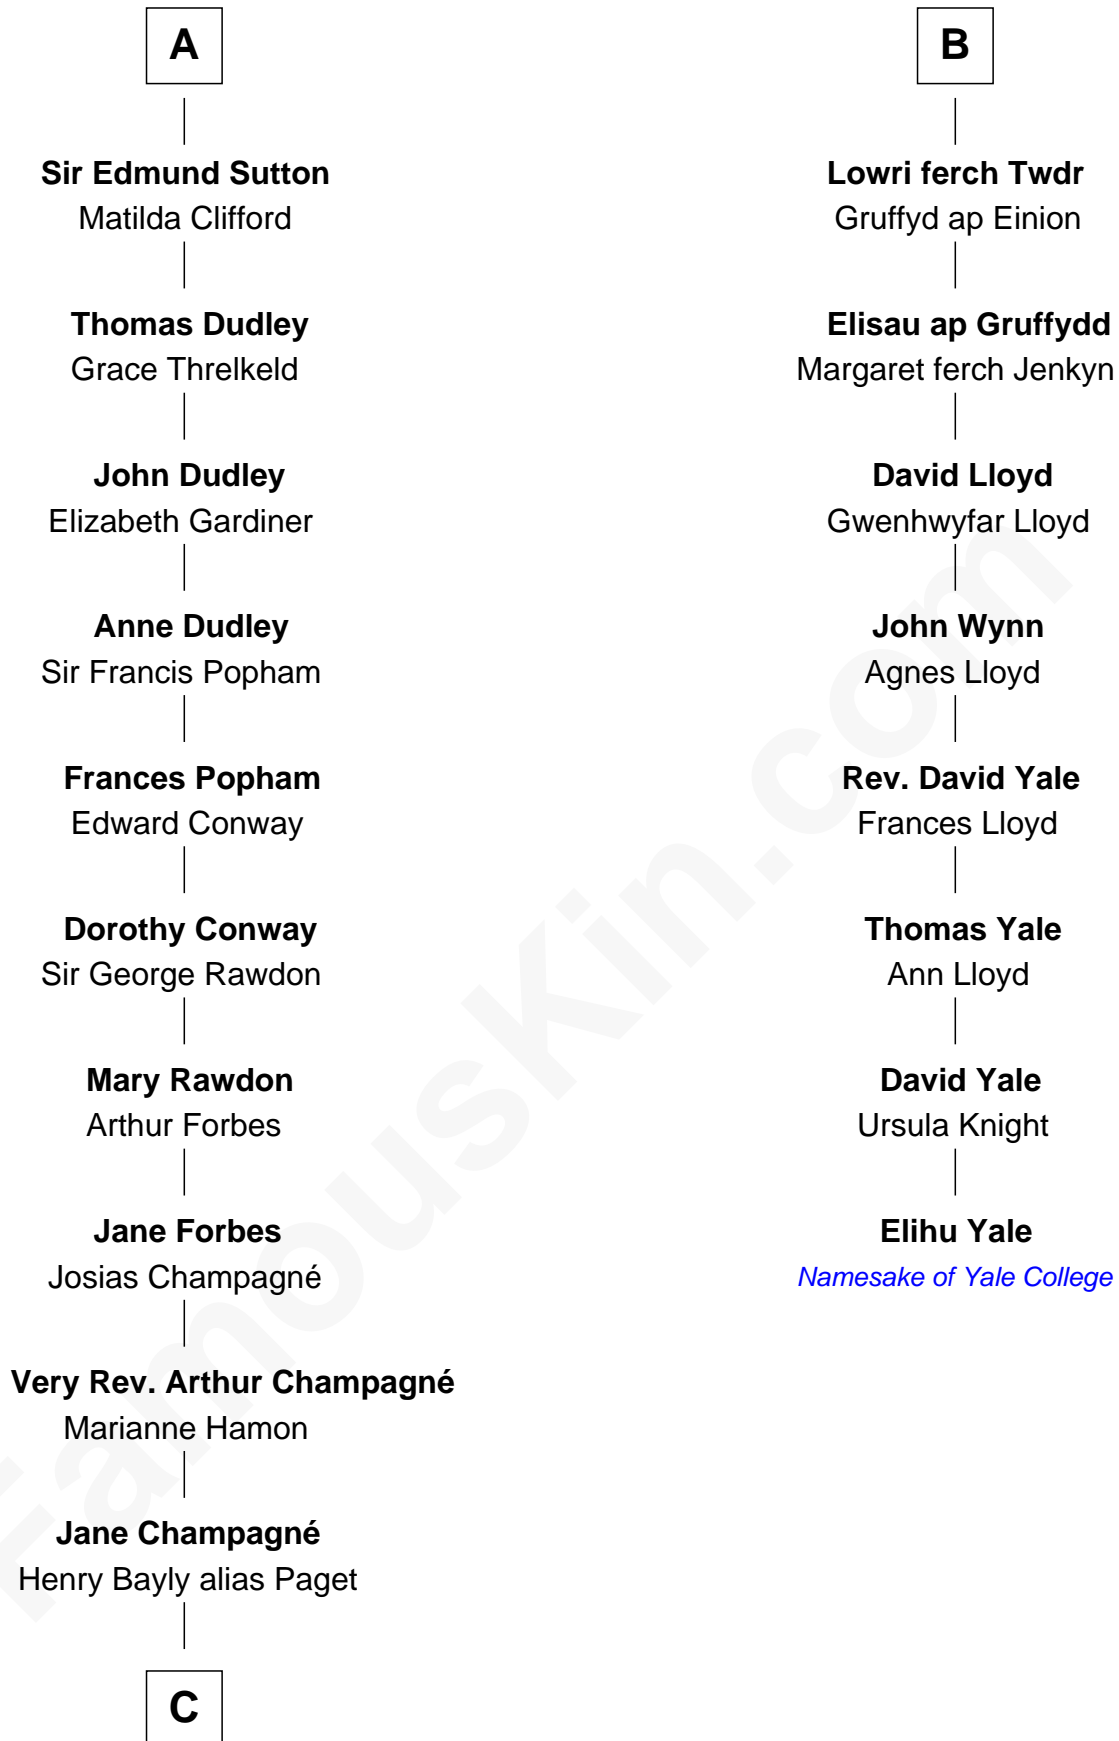 A
Sir Edmund Sutton
Matilda Clifford
Thomas Dudley
Grace Threlkeld
John Dudley
Elizabeth Gardiner
Anne Dudley
Sir Francis Popham
Frances Popham
Edward Conway
Dorothy Conway
Sir George Rawdon
Mary Rawdon
Arthur Forbes
Jane Forbes
Josias Champagné
Very Rev. Arthur Champagné
Marianne Hamon
Jane Champagné
Henry Bayly alias Paget
C
B
Lowri ferch Twdr
Gruffyd ap Einion
Elisau ap Gruffydd
Margaret ferch Jenkyn
David Lloyd
Gwenhwyfar Lloyd
John Wynn
Agnes Lloyd
Rev. David Yale
Frances Lloyd
Thomas Yale
Ann Lloyd
David Yale
Ursula Knight
Elihu Yale
Namesake of Yale College
FamousKin.com